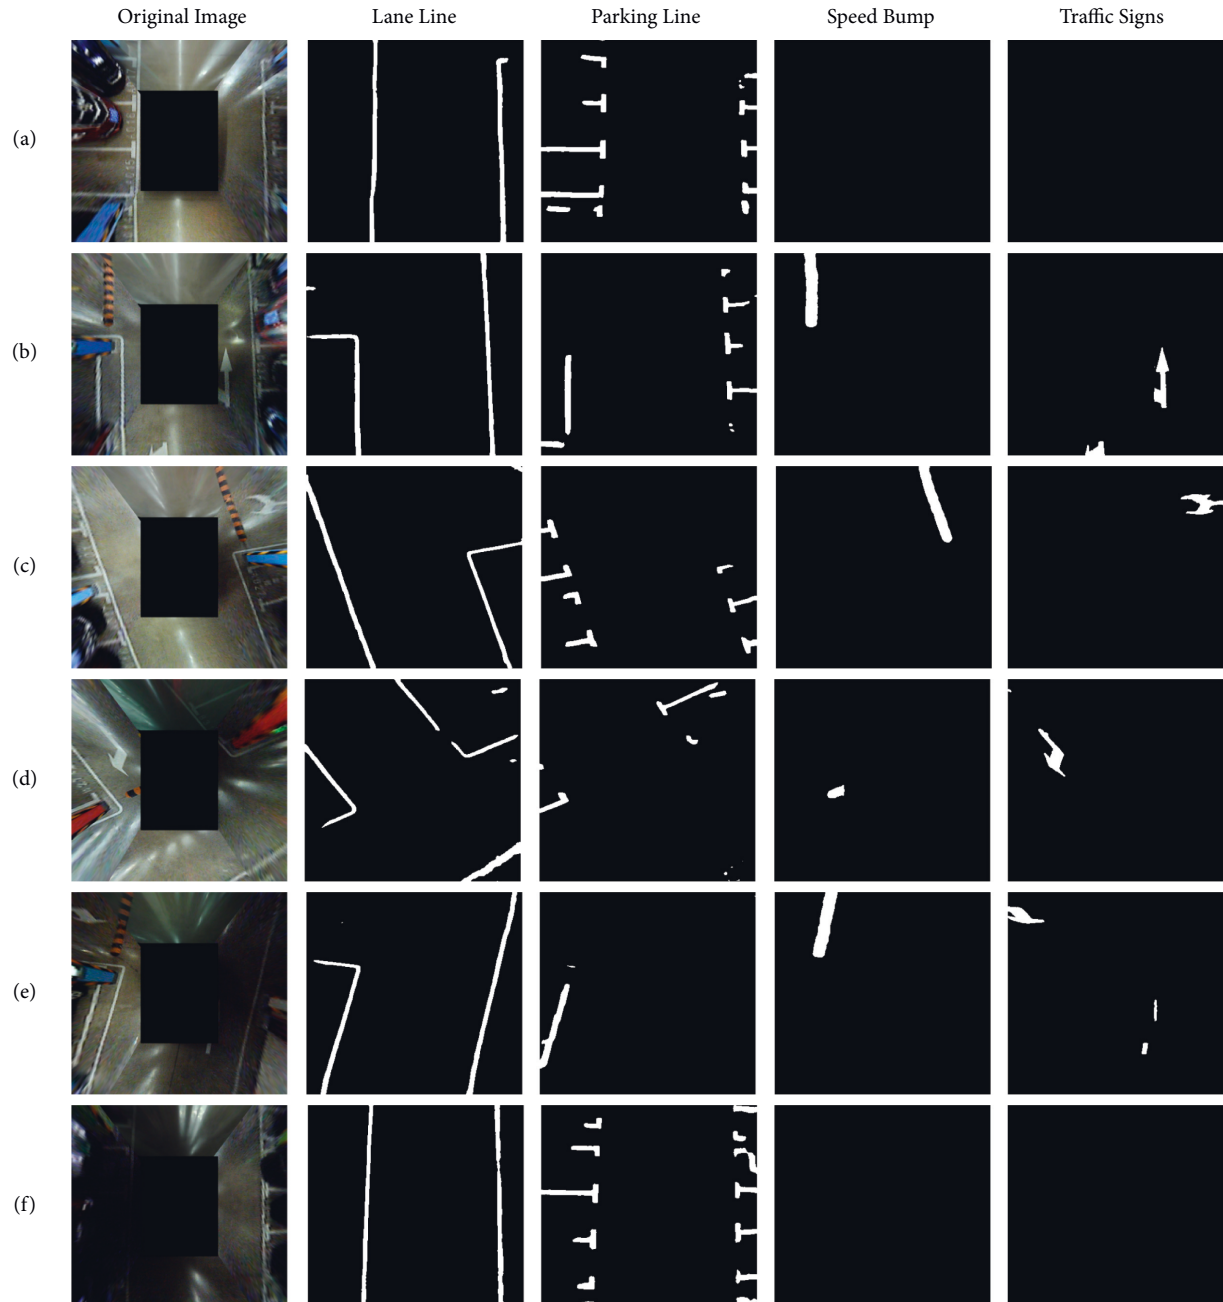 Original Image
Lane Line
Parking Line
Speed Bump
Traffic Signs
(a)
(b)
(c)
(d)
(e)
(f)